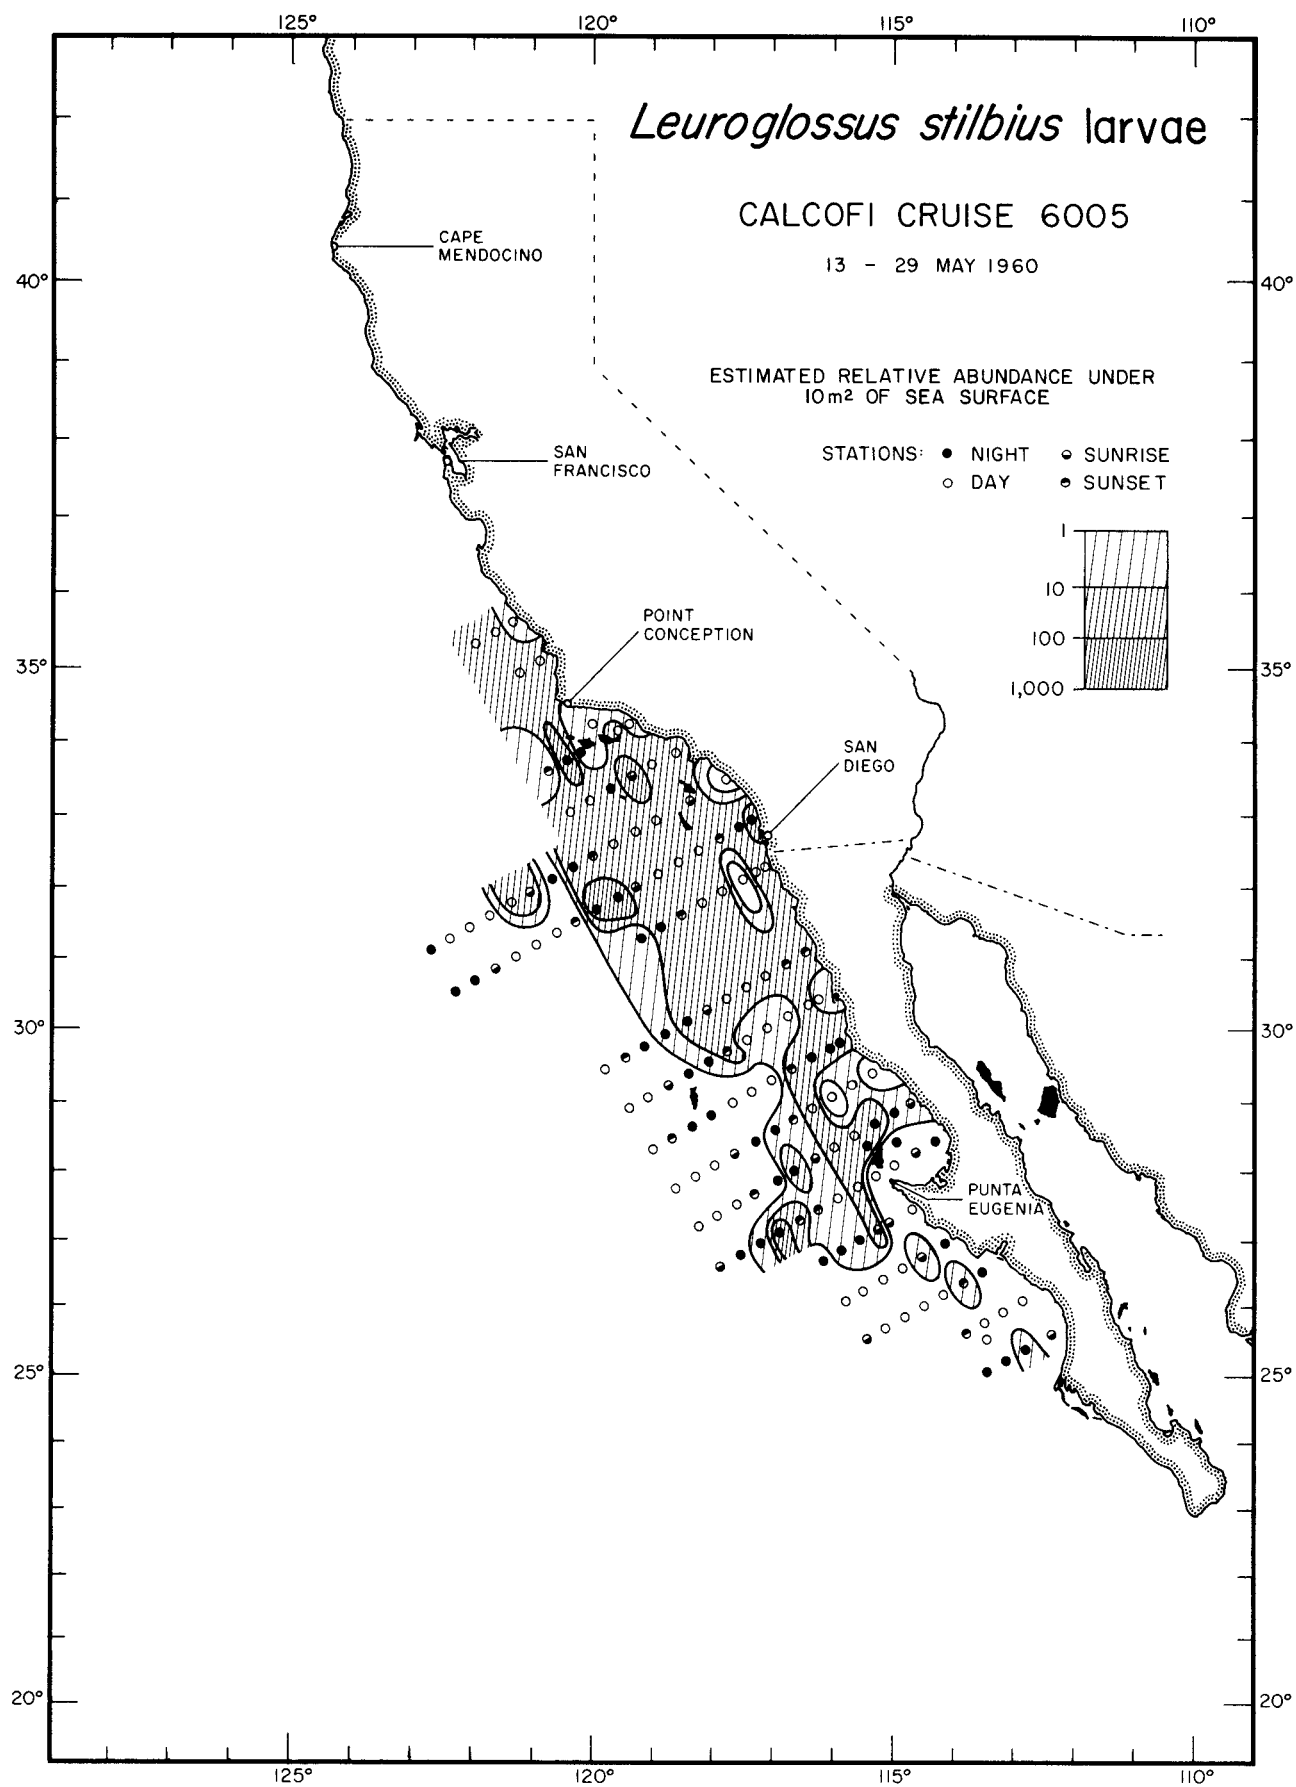 125° 120° 115° 110°
Leuroglossus stilbius larvae
CALCOFI CRUISE 6005
13 – 29 MAY 1960
CAPE
MENDOCINO
40° 40°
ESTIMATED RELATIVE ABUNDANCE UNDER
10m² OF SEA SURFACE
STATIONS: ● NIGHT ◒ SUNRISE
○ DAY ◓ SUNSET
SAN
FRANCISCO
1
10
100
1,000
POINT
CONCEPTION
35° 35°
SAN
DIEGO
30° 30°
PUNTA
EUGENIA
25° 25°
20° 20°
125° 120° 115° 110°